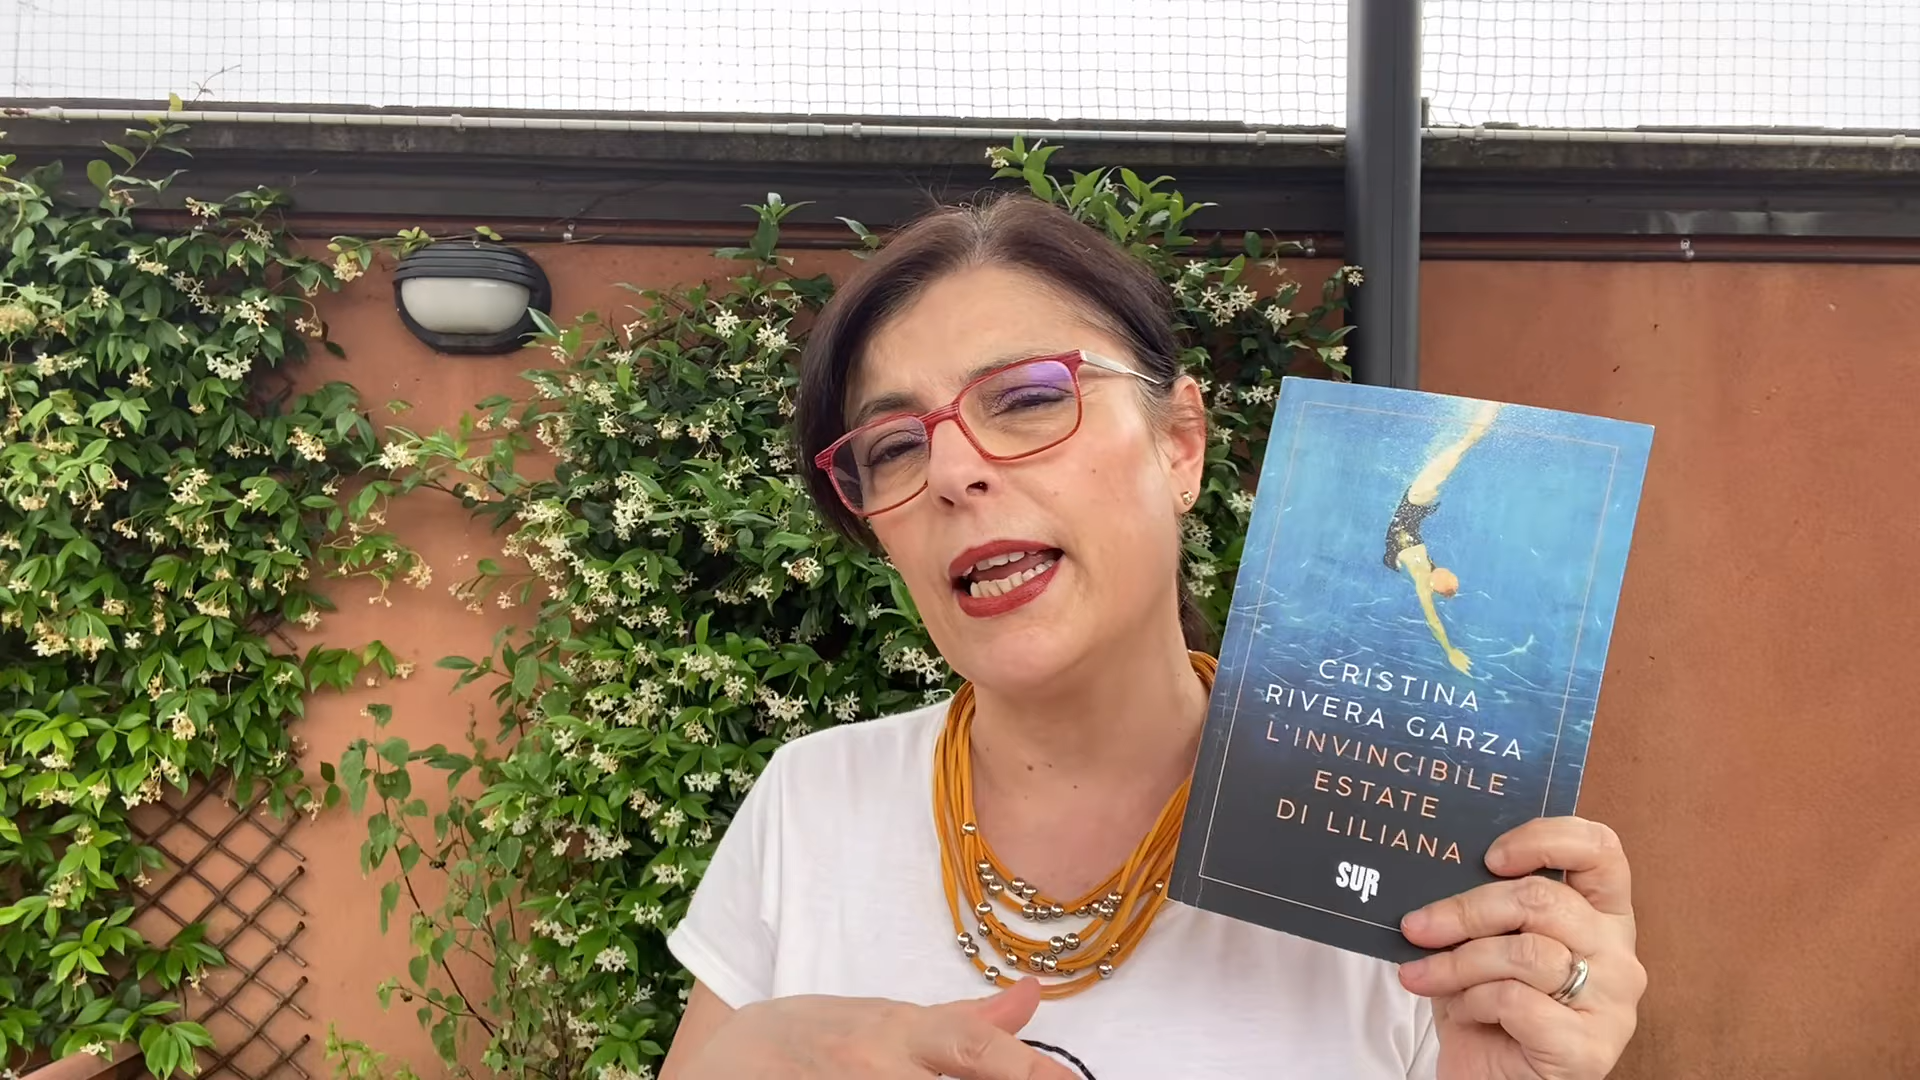 CRISTINA
RIVERA GARZA
L'INVINCIBILE
ESTATE
DI LILIANA
SUR